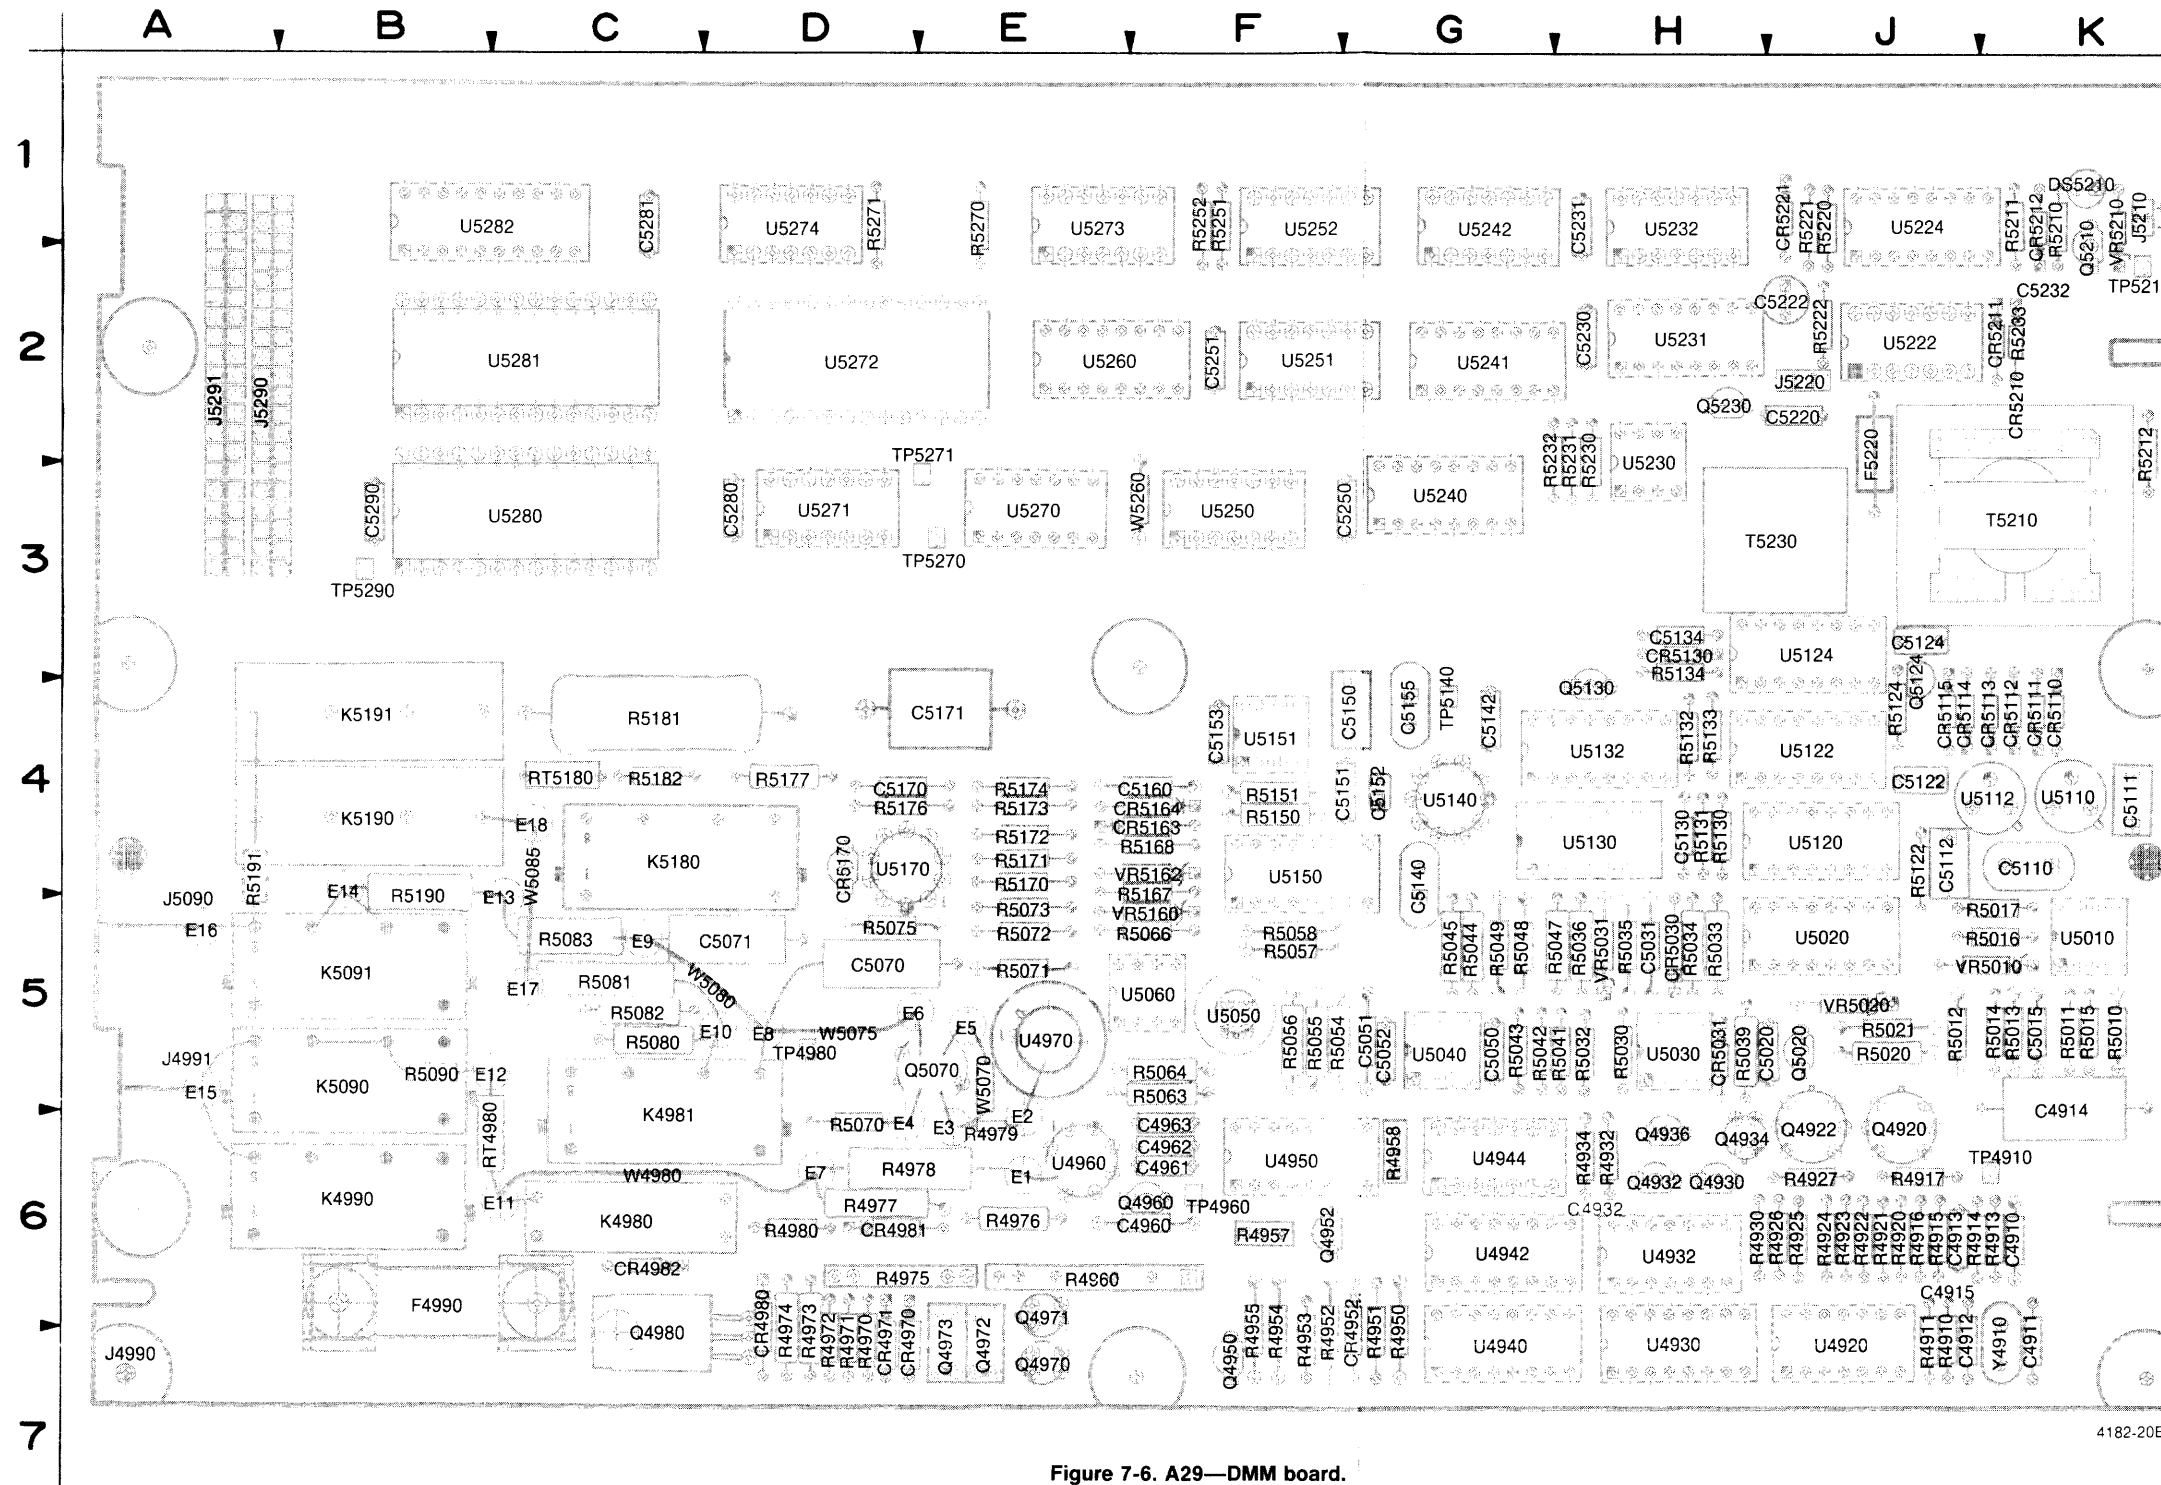 A B C D E F G H J K
1
U5282 C5281 U5274 R5271 R5270 U5273 R5252 R5251 U5252 U5242 C5231 U5232 CR5221 R5221 R5220 U5224 R5211 CR5212 R5210 DS5210 Q5210 VR5210 J5210
TP521
C5232
2
J5291 J5290 U5281 U5272 U5260 C5251 U5251 U5241 C5230 U5231 C5222 R5222 U5222 CR5211 R5233
J5220
Q5230 C5220 CR5210
TP5271 R5232 R5231 R5230 U5230 F5220 R5212
3
C5290 U5280 C5280 U5271 U5270 W5260 U5250 C5250 U5240 T5230 T5210
TP5270
TP5290
C5134 C5124
CR5130 U5124
R5134
Q5130 Q5124
4
K5191 R5181 C5171 C5153 U5151 C5150 C5155 TP5140 C5142 U5132 R5132 R5133 U5122 R5124 CR5115 CR5114 CR5113 CR5112 CR5111 CR5110
RT5180 R5182 R5177 C5170 R5174 C5160 R5151 C5151 C5152 U5140 C5122 U5112 U5110 C5111
R5176 R5173 CR5164 R5150
K5190 E18 R5172 CR5163 U5130 C5130 R5131 R5130 U5120
R5191 W5085 K5180 CR5170 U5170 R5171 R5168 U5150 C5140 R5122 C5112 C5110
R5170 VR5162
E14 R5190 E13 R5167
J5090 R5073 VR5160 R5017
E16 R5083 E9 C5071 R5075 R5072 R5066 R5058 R5045 R5044 R5049 R5048 R5047 R5036 VR5031 R5035 C5031 CR5030 R5034 R5033 U5020 R5016 U5010
R5057
5
K5091 C5070 R5071 VR5010
E17 R5081 W5080 U5060
R5082 E6 U5050 VR5020
E10 E8 W5075 E5 R5056 R5055 R5054 C5051 C5052 U5040 C5050 R5043 R5042 R5041 R5032 R5030 U5030 CR5031 R5039 C5020 Q5020 R5021 R5012 R5014 R5013 C5015 R5011 R5015 R5010
R5080 TP4980 U4970 R5020
J4991 Q5070 W5070 R5064
K5090 R5090 E12 R5063
E15 RT4980 K4981 R5070 E4 E3 R4979 E2 C4963 C4914
C4962 U4950 R4958 U4944 R4934 R4932 Q4936 Q4934 Q4922 Q4920
W4980 E7 R4978 E1 U4960 C4961 TP4910
6
K4990 E11 R4977 Q4960 TP4960 Q4932 Q4930 R4927 R4917
K4980 R4980 CR4981 R4976 C4960 R4957 Q4952 C4932
U4942 U4932 R4930 R4926 R4925 R4924 R4923 R4922 R4921 R4920 R4916 R4915 C4913 R4914 R4913 C4910
CR4982 R4975 R4960
F4990 C4915
Q4980 CR4980 R4974 R4973 R4972 R4971 R4970 CR4971 CR4970 Q4973 Q4972 Q4971 Q4970 Q4950 R4955 R4954 R4953 R4952 CR4952 R4951 R4950 U4940 U4930 U4920 R4911 R4910 C4912 Y4910 C4911
J4990
7
4182-20
Figure 7-6. A29—DMM board.